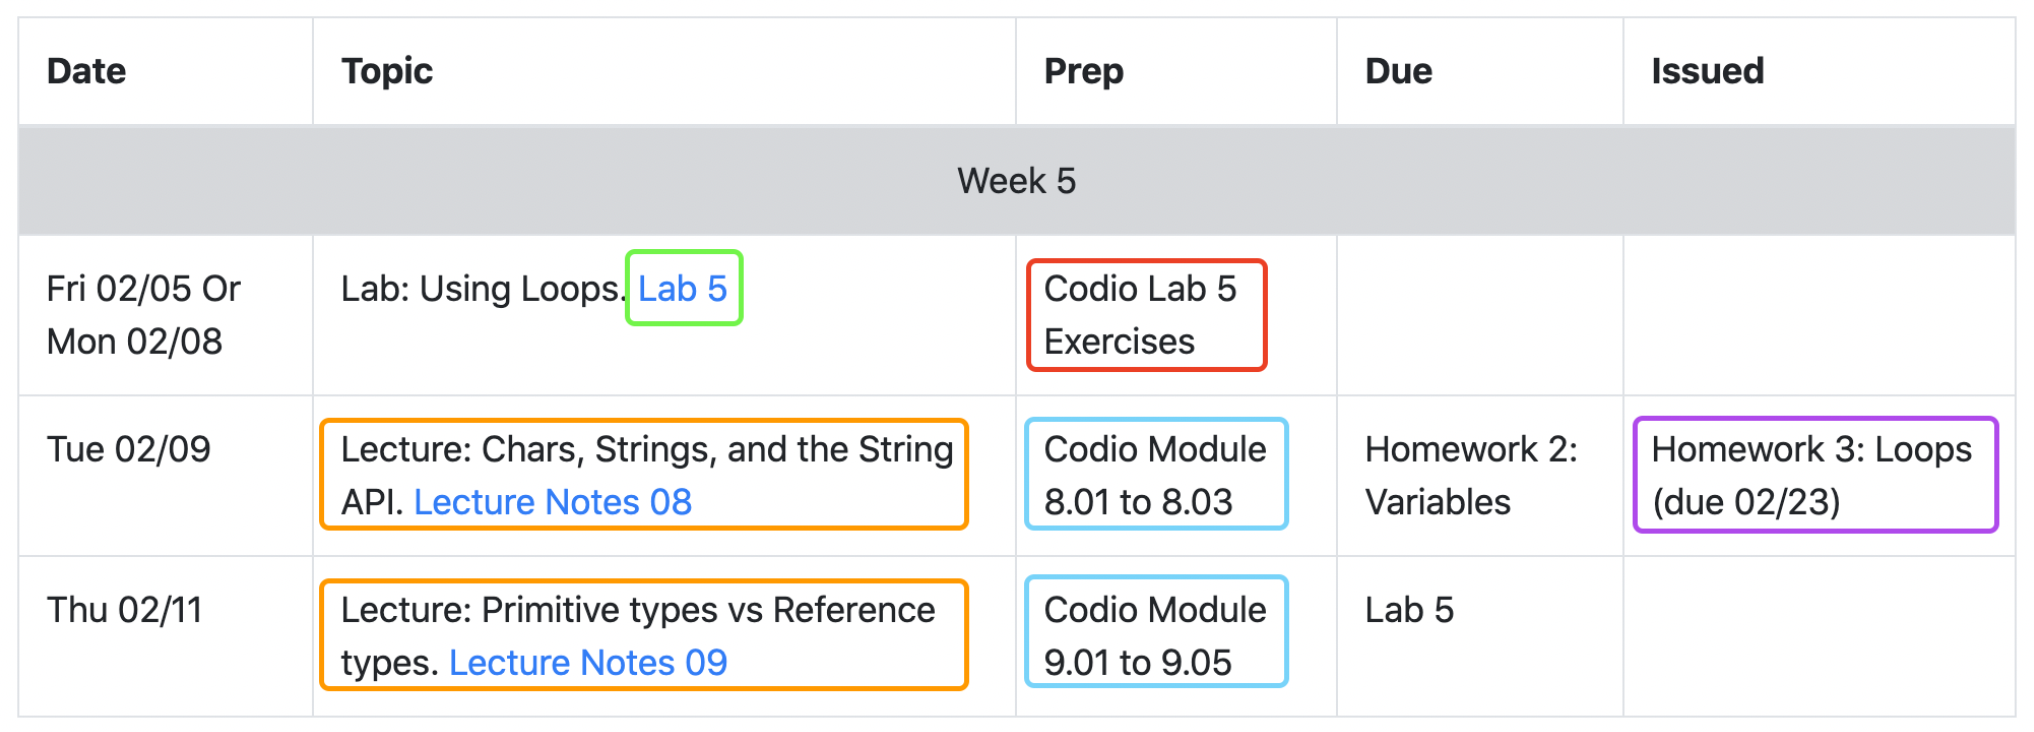 Date Topic Prep Due Issued
Week 5
Fri 02/05 Or Lab: Using Loops. Lab 5 Codio Lab 5
Mon 02/08 Exercises
Tue 02/09 Lecture: Chars, Strings, and the String Codio Module Homework 2: Homework 3: Loops
API. Lecture Notes 08 8.01 to 8.03 Variables (due 02/23)
Thu 02/11 Lecture: Primitive types vs Reference Codio Module Lab 5
types. Lecture Notes 09 9.01 to 9.05